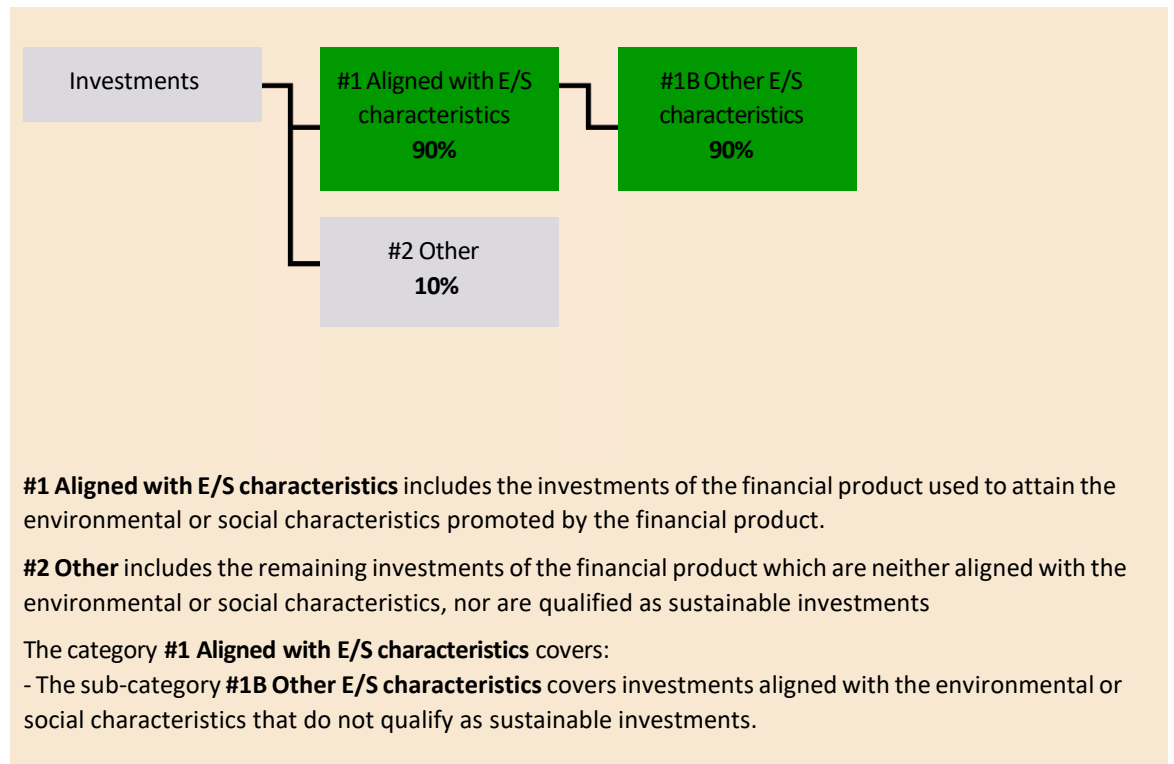 Investments
#1 Aligned with E/S
characteristics
90%
#1B Other E/S
characteristics
90%
#2 Other
10%
#1 Aligned with E/S characteristics includes the investments of the financial product used to attain the
environmental or social characteristics promoted by the financial product.
#2 Other includes the remaining investments of the financial product which are neither aligned with the
environmental or social characteristics, nor are qualified as sustainable investments
The category #1 Aligned with E/S characteristics covers:
- The sub-category #1B Other E/S characteristics covers investments aligned with the environmental or
social characteristics that do not qualify as sustainable investments.